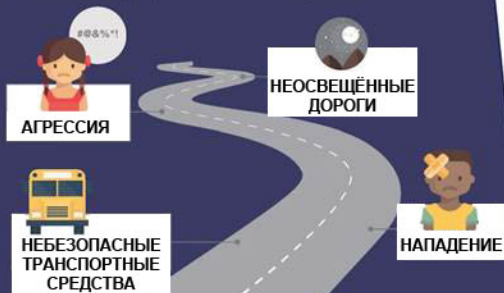 #@&%*!
АГРЕССИЯ
НЕОСВЕЩЁННЫЕ
ДОРОГИ
НЕБЕЗОПАСНЫЕ
ТРАНСПОРТНЫЕ
СРЕДСТВА
НАПАДЕНИЕ